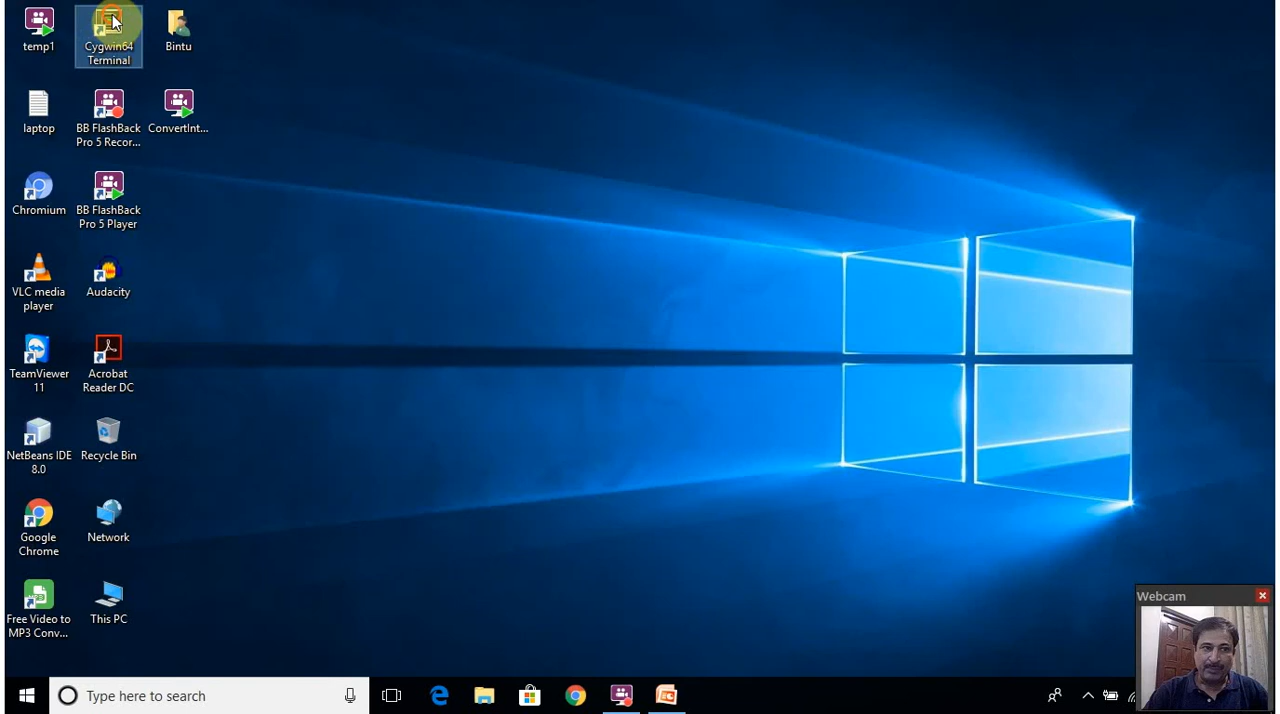 temp1
Cygwin64
Terminal
Bintu
laptop
BB FlashBack
Pro 5 Recor...
ConvertInt...
Chromium
BB FlashBack
Pro 5 Player
VLC media
player
Audacity
TeamViewer
11
Acrobat
Reader DC
NetBeans IDE
8.0
Recycle Bin
Google
Chrome
Network
Free Video to
MP3 Conv...
This PC
Webcam
Type here to search